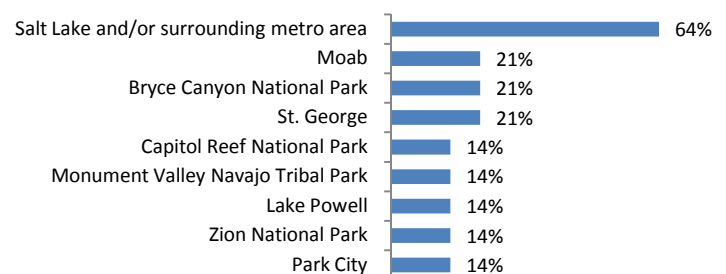 Salt Lake and/or surrounding metro area 64%
Moab 21%
Bryce Canyon National Park 21%
St. George 21%
Capitol Reef National Park 14%
Monument Valley Navajo Tribal Park 14%
Lake Powell 14%
Zion National Park 14%
Park City 14%